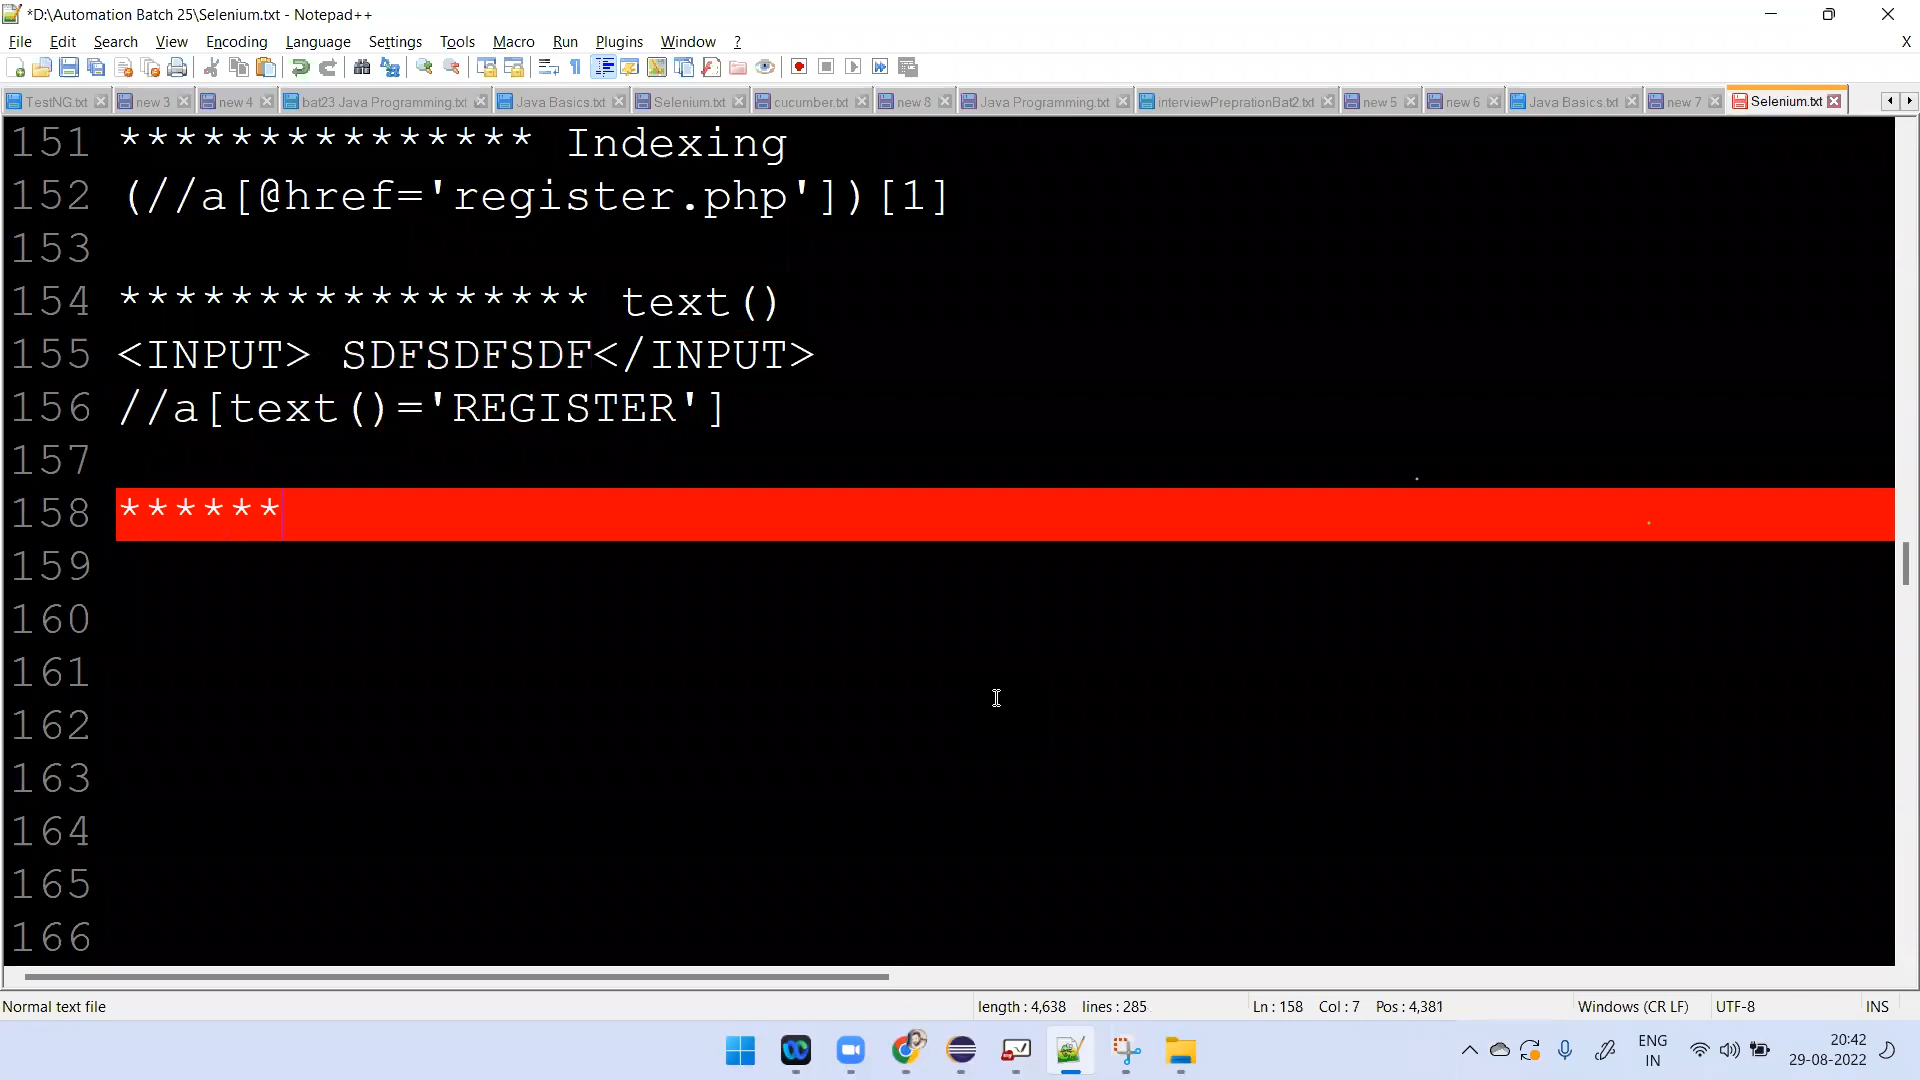 *D:\Automation Batch 25\Selenium.txt - Notepad++
File Edit Search View Encoding Language Settings Tools Macro Run Plugins Window ? X
TestNG.txt new 3 new 4 bat23 Java Programming.txt Java Basics.txt Selenium.txt cucumber.txt new 8 Java Programming.txt interviewPreprationBat2.txt new 5 new 6 Java Basics.txt new 7 Selenium.txt
151 *************** Indexing
152 (//a[@href='register.php'])[1]
153
154 ***************** text()
155 <INPUT> SDFSDFSDF</INPUT>
156 //a[text()='REGISTER']
157
158 ******
159
160
161
162
163
164
165
166
Normal text file length : 4,638 lines : 285 Ln : 158 Col : 7 Pos : 4,381 Windows (CR LF) UTF-8 INS
ENG 20:42
IN 29-08-2022